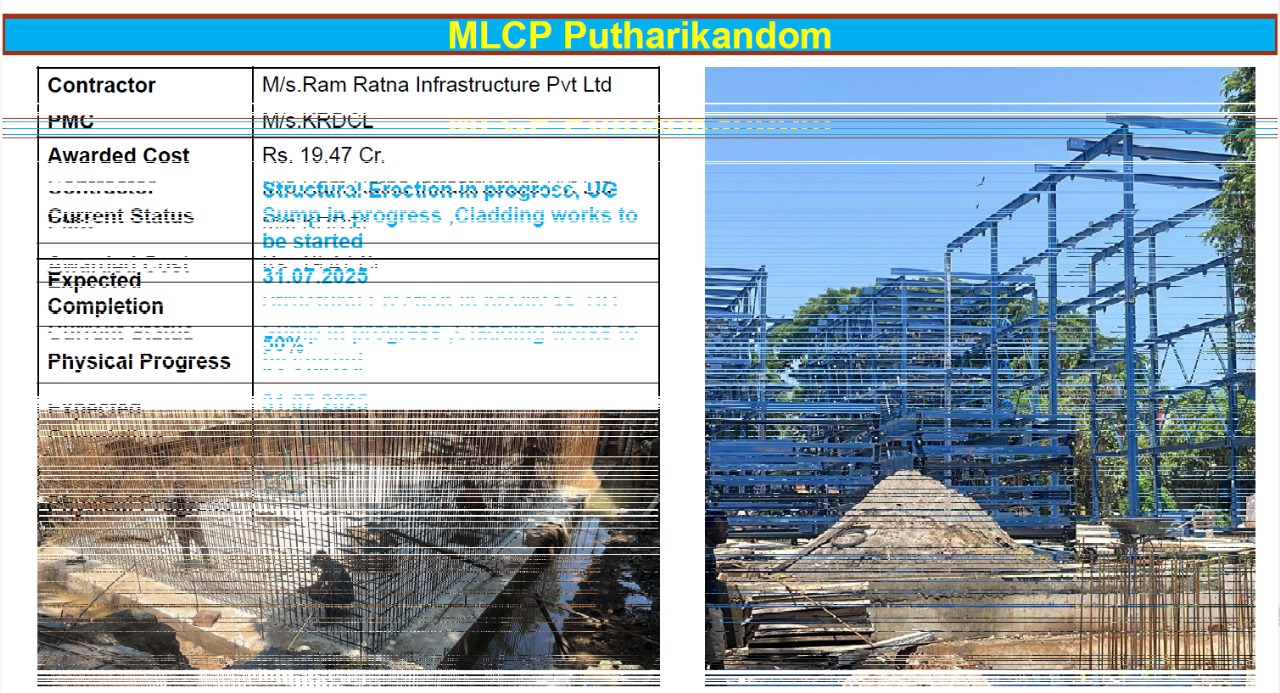 MLCP Putharikandom
Contractor M/s.Ram Ratna Infrastructure Pvt Ltd
PMC M/s.KRDCL
Awarded Cost Rs. 19.47 Cr.
Structural Erection in progress, UG
Current Status Sump in progress ,Cladding works to
be started
Expected 31.07.2025
Completion
Physical Progress 50%